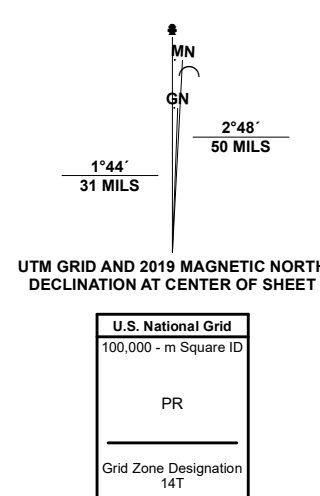 MN
GN
2°48´
50 MILS
1°44´
31 MILS
UTM GRID AND 2019 MAGNETIC NORTH
DECLINATION AT CENTER OF SHEET
U.S. National Grid
100,000 - m Square ID
PR
Grid Zone Designation
14T